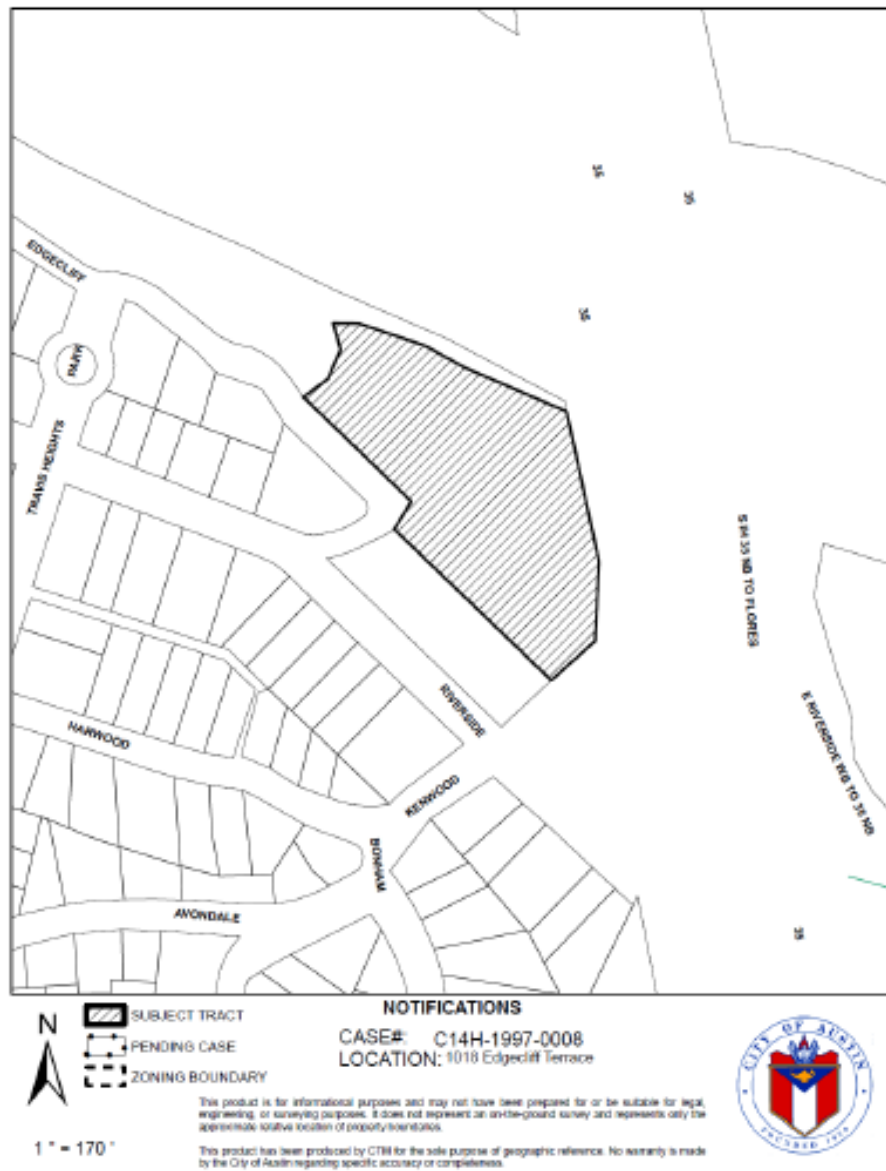 35
35
35
EDGECLIFF
PARK
TRAVIS HEIGHTS
S IH 35 NB TO FLORES
RIVERSIDE
E RIVERSIDE WB TO 35 NB
HARWOOD
KENWOOD
BONHAM
AVONDALE
35
N
SUBJECT TRACT
PENDING CASE
ZONING BOUNDARY
1 " = 170 '
NOTIFICATIONS
CASE#: C14H-1997-0008
LOCATION: 1018 Edgecliff Terrace
This product is for informational purposes and may not have been prepared for or be suitable for legal,
engineering, or surveying purposes. It does not represent an on-the-ground survey and represents only the
approximate relative location of property boundaries.
This product has been produced by CTM for the sole purpose of geographic reference. No warranty is made
by the City of Austin regarding specific accuracy or completeness.
CITY OF AUSTIN
FOUNDED 1839